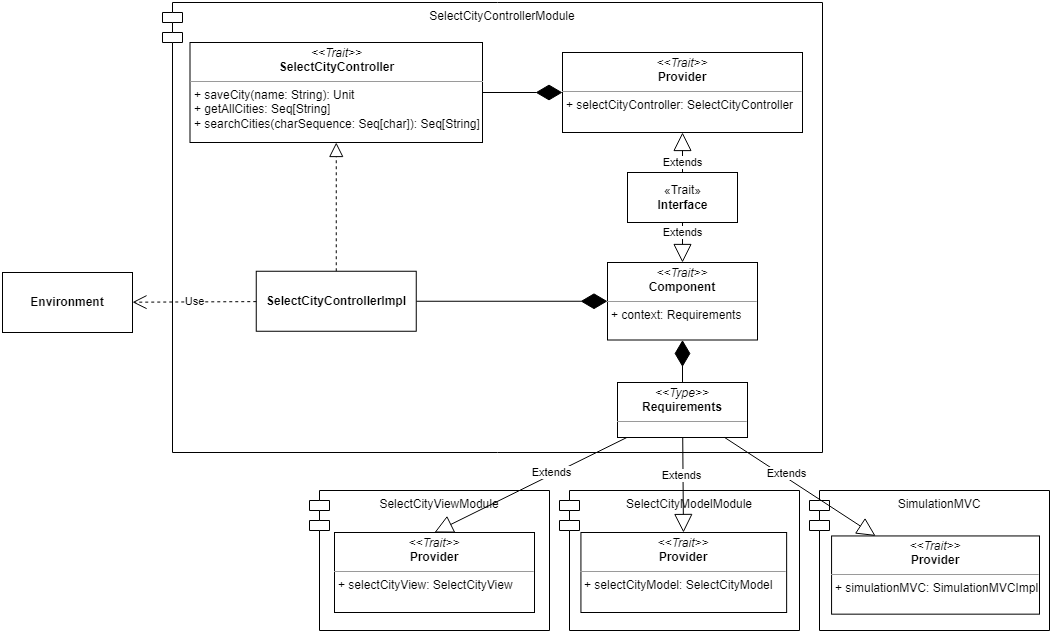 SelectCityControllerModule
<<Trait>>
SelectCityController
+ saveCity(name: String): Unit
+ getAllCities: Seq[String]
+ searchCities(charSequence: Seq[char]): Seq[String]
<<Trait>>
Provider
+ selectCityController: SelectCityController
Extends
«Trait»
Interface
Extends
Environment
Use
SelectCityControllerImpl
<<Trait>>
Component
+ context: Requirements
<<Type>>
Requirements
Extends
Extends
Extends
SelectCityViewModule
<<Trait>>
Provider
+ selectCityView: SelectCityView
SelectCityModelModule
<<Trait>>
Provider
+ selectCityModel: SelectCityModel
SimulationMVC
<<Trait>>
Provider
+ simulationMVC: SimulationMVCImpl